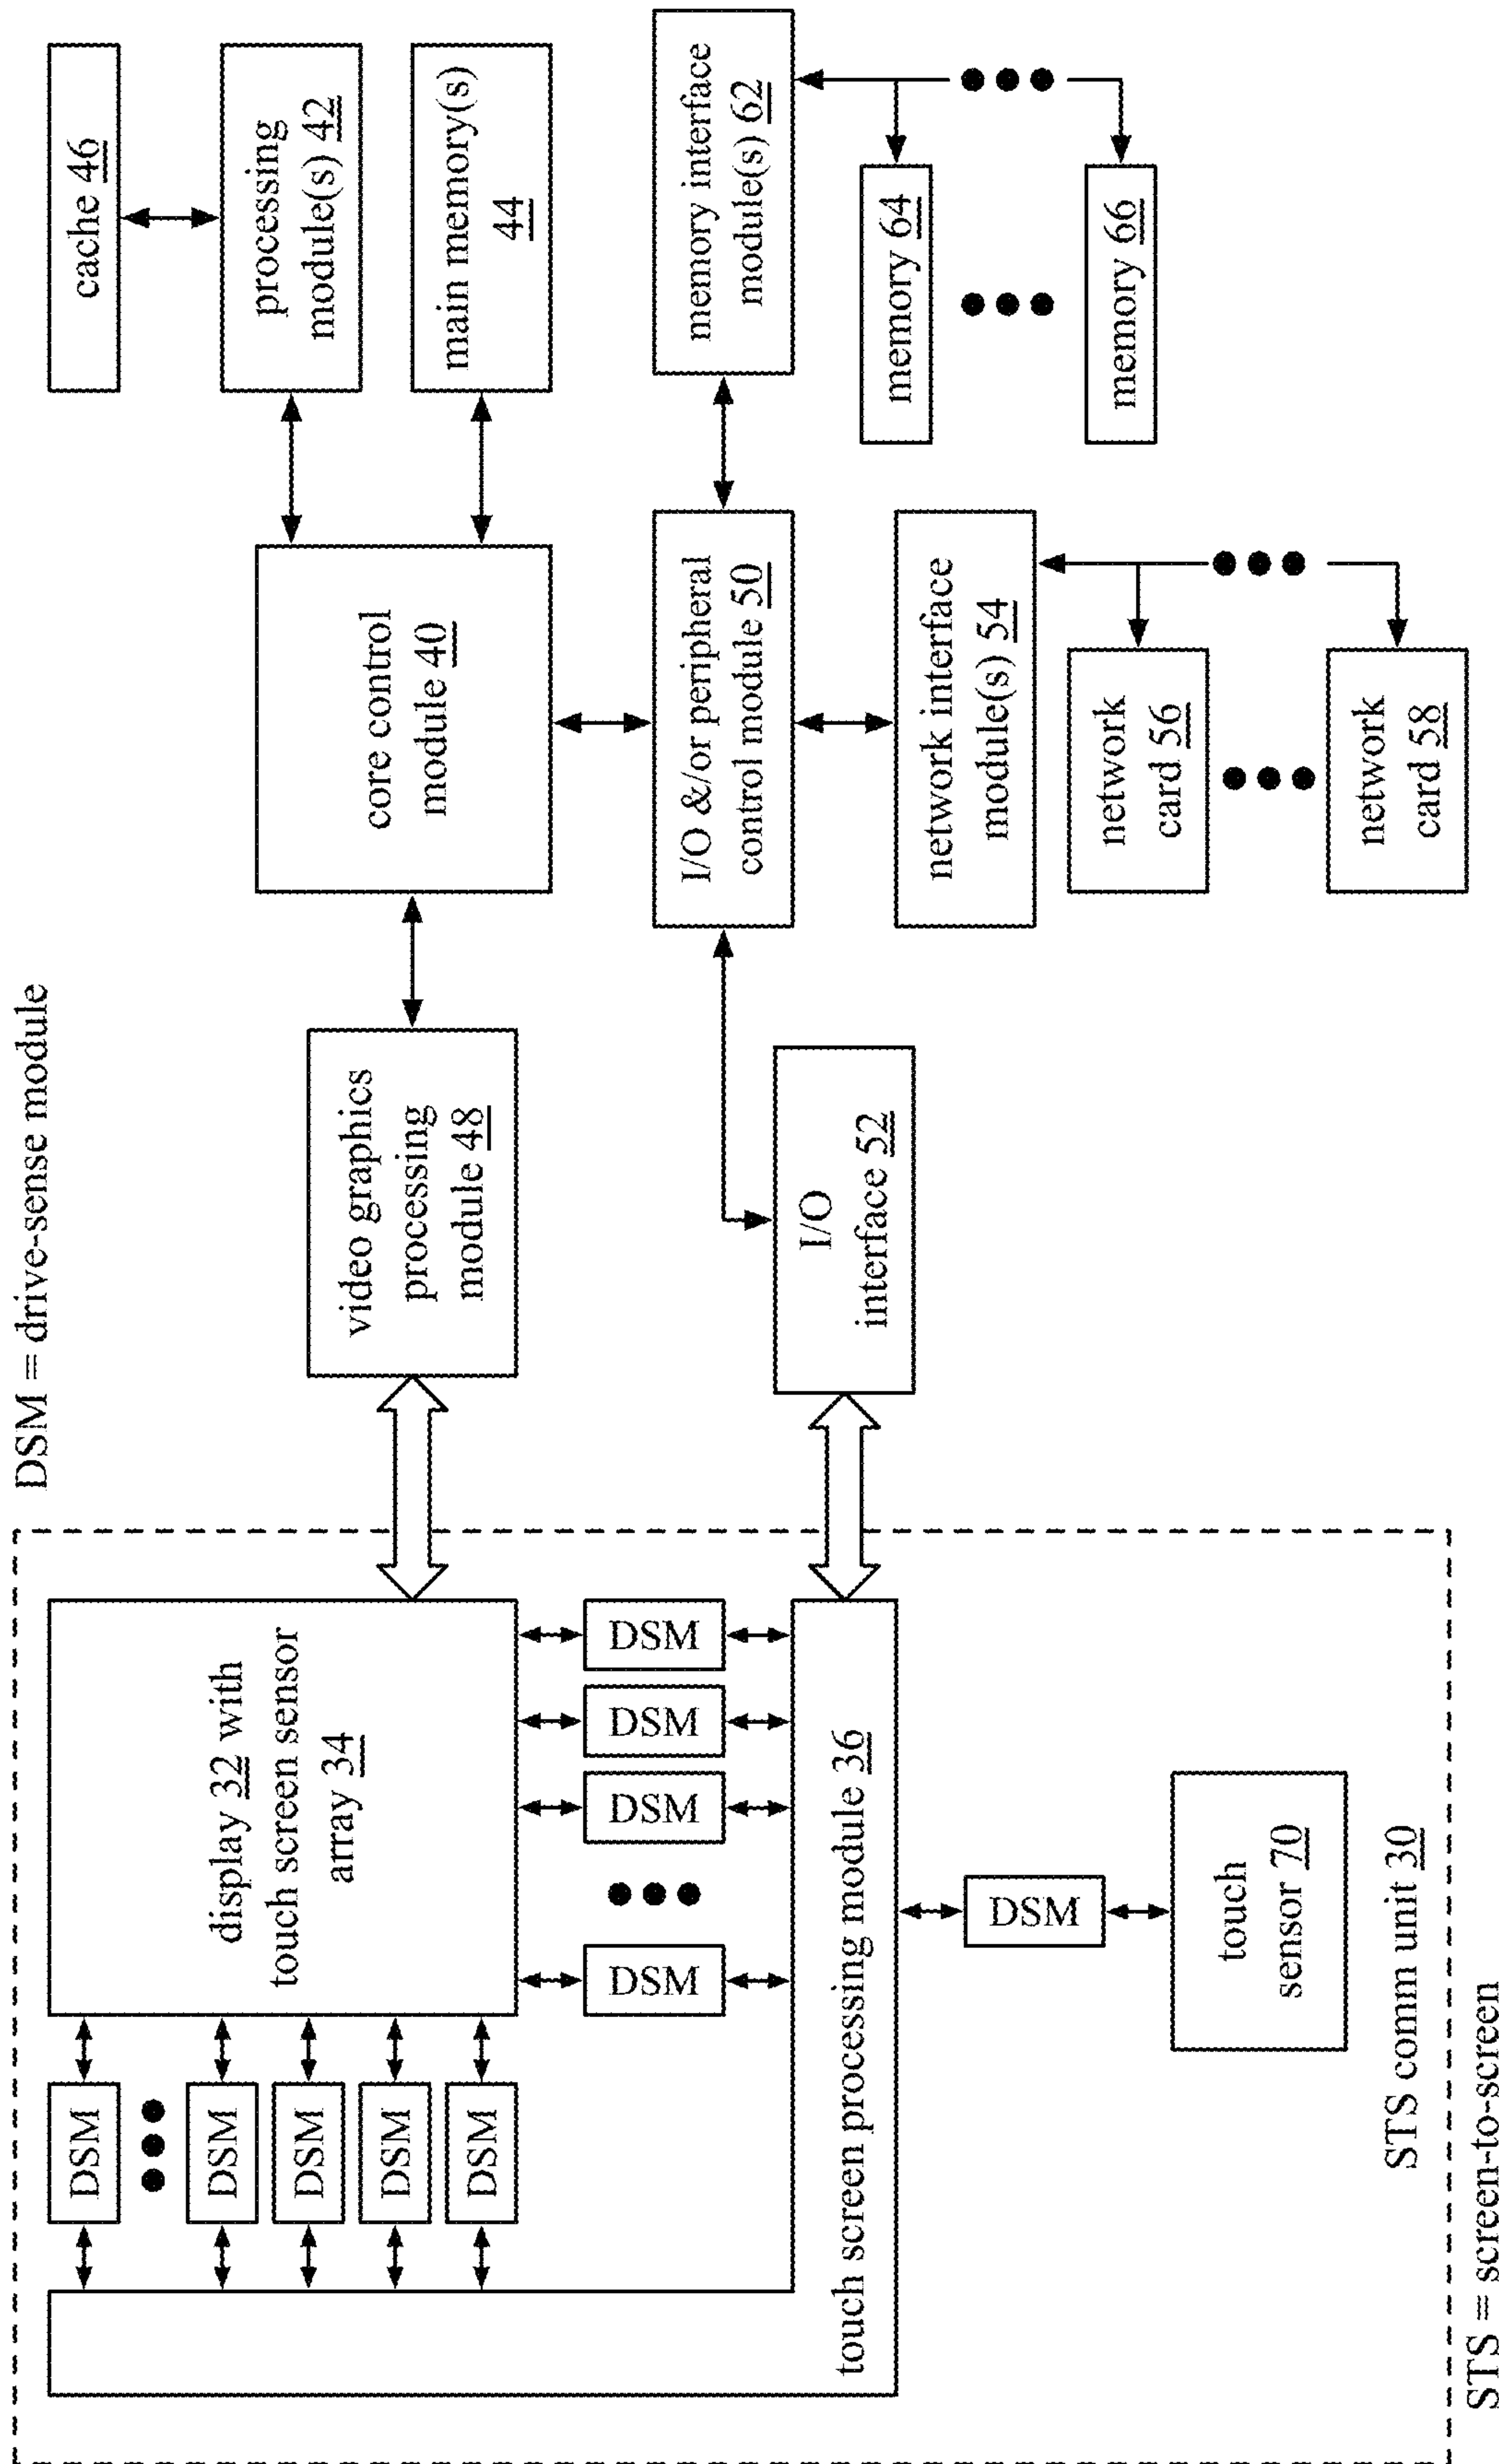 DSM = drive-sense module
cache 46
processing
module(s) 42
main memory(s)
44
core control
module 40
video graphics
processing
module 48
display 32 with
touch screen sensor
array 34
DSM
DSM
DSM
DSM
DSM
DSM
DSM
DSM
DSM
touch screen processing module 36
DSM
touch
sensor 70
STS comm unit 30
STS = screen-to-screen
I/O
interface 52
I/O &/or peripheral
control module 50
memory interface
module(s) 62
memory 64
memory 66
network interface
module(s) 54
network
card 56
network
card 58